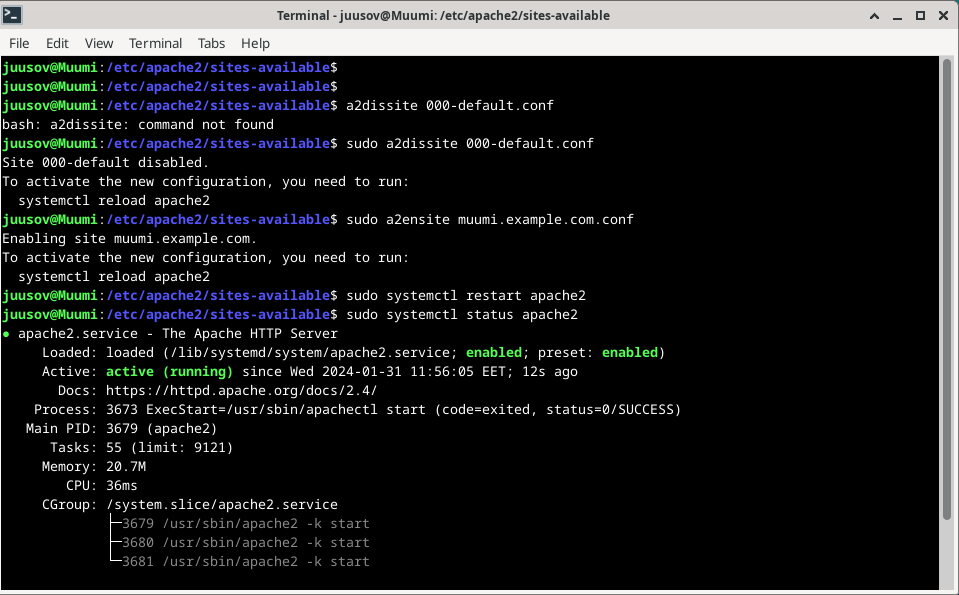 Terminal - juusov@Muumi: /etc/apache2/sites-available
File Edit View Terminal Tabs Help
juusov@Muumi:/etc/apache2/sites-available$
juusov@Muumi:/etc/apache2/sites-available$
juusov@Muumi:/etc/apache2/sites-available$ a2dissite 000-default.conf
bash: a2dissite: command not found
juusov@Muumi:/etc/apache2/sites-available$ sudo a2dissite 000-default.conf
Site 000-default disabled.
To activate the new configuration, you need to run:
  systemctl reload apache2
juusov@Muumi:/etc/apache2/sites-available$ sudo a2ensite muumi.example.com.conf
Enabling site muumi.example.com.
To activate the new configuration, you need to run:
  systemctl reload apache2
juusov@Muumi:/etc/apache2/sites-available$ sudo systemctl restart apache2
juusov@Muumi:/etc/apache2/sites-available$ sudo systemctl status apache2
● apache2.service - The Apache HTTP Server
     Loaded: loaded (/lib/systemd/system/apache2.service; enabled; preset: enabled)
     Active: active (running) since Wed 2024-01-31 11:56:05 EET; 12s ago
       Docs: https://httpd.apache.org/docs/2.4/
    Process: 3673 ExecStart=/usr/sbin/apachectl start (code=exited, status=0/SUCCESS)
   Main PID: 3679 (apache2)
      Tasks: 55 (limit: 9121)
     Memory: 20.7M
        CPU: 36ms
     CGroup: /system.slice/apache2.service
             ├─3679 /usr/sbin/apache2 -k start
             ├─3680 /usr/sbin/apache2 -k start
             └─3681 /usr/sbin/apache2 -k start